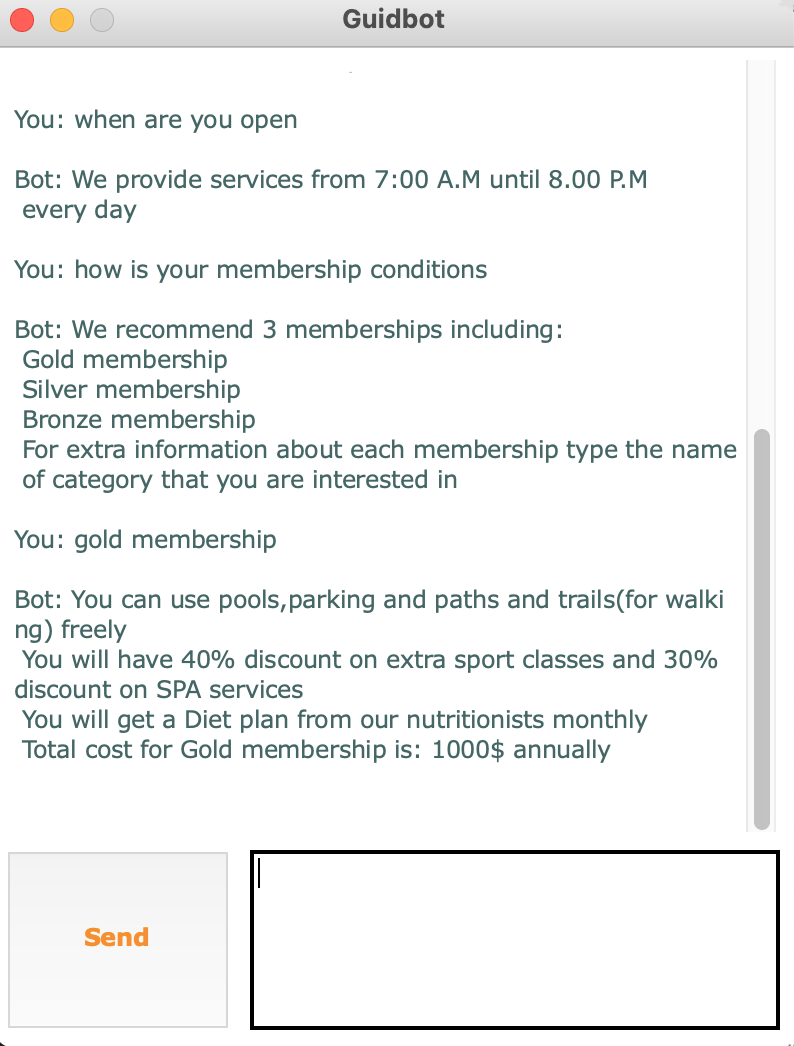 Guidbot
You: when are you open
Bot: We provide services from 7:00 A.M until 8.00 P.M
every day
You: how is your membership conditions
Bot: We recommend 3 memberships including:
Gold membership
Silver membership
Bronze membership
For extra information about each membership type the name
of category that you are interested in
You: gold membership
Bot: You can use pools,parking and paths and trails(for walki
ng) freely
You will have 40% discount on extra sport classes and 30%
discount on SPA services
You will get a Diet plan from our nutritionists monthly
Total cost for Gold membership is: 1000$ annually
Send